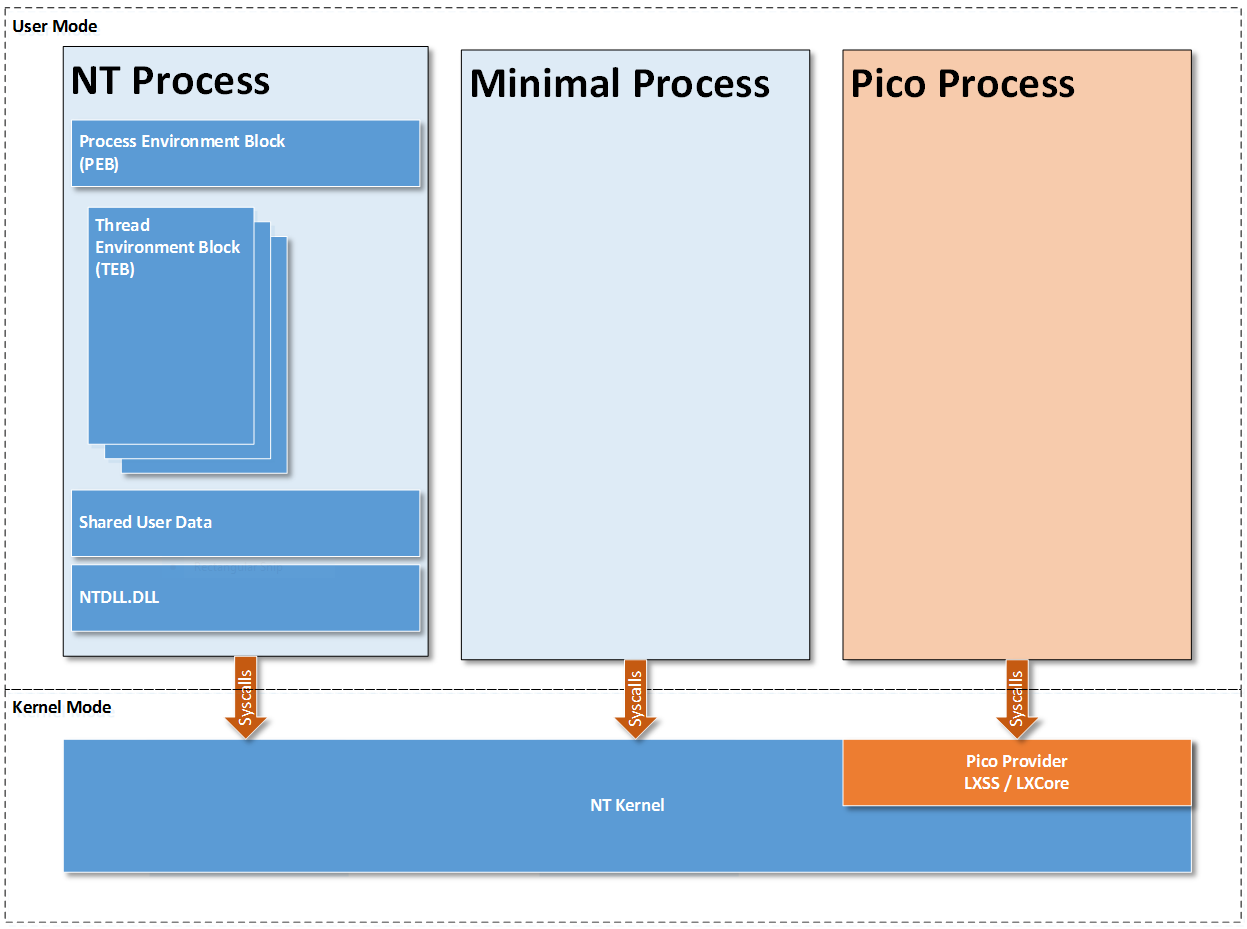 User Mode
NT Process
Process Environment Block
(PEB)
Thread
Environment Block
(TEB)
Shared User Data
NTDLL.DLL
Minimal Process
Pico Process
Syscalls
Syscalls
Syscalls
Kernel Mode
NT Kernel
Pico Provider
LXSS / LXCore